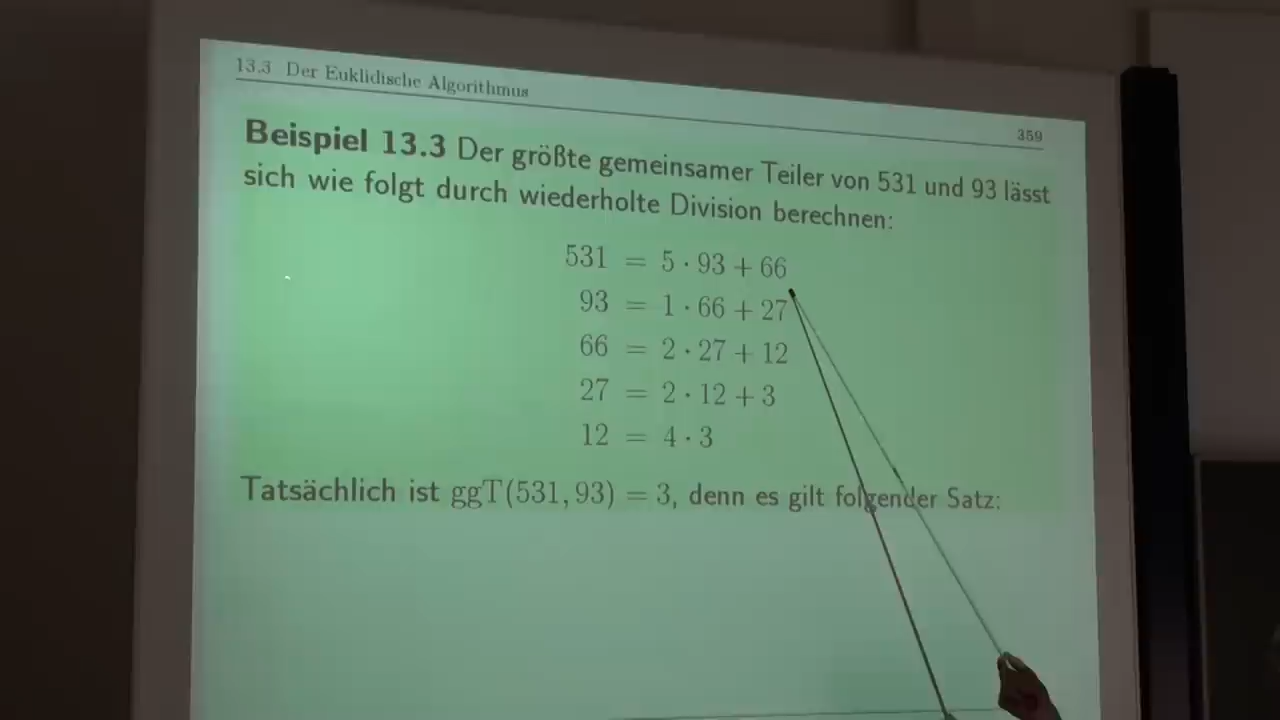 13.3 Der Euklidische Algorithmus
359
Beispiel 13.3 Der größte gemeinsamer Teiler von 531 und 93 lässt
sich wie folgt durch wiederholte Division berechnen:
531 = 5 · 93 + 66
93 = 1 · 66 + 27
66 = 2 · 27 + 12
27 = 2 · 12 + 3
12 = 4 · 3
Tatsächlich ist ggT(531, 93) = 3, denn es gilt folgender Satz: